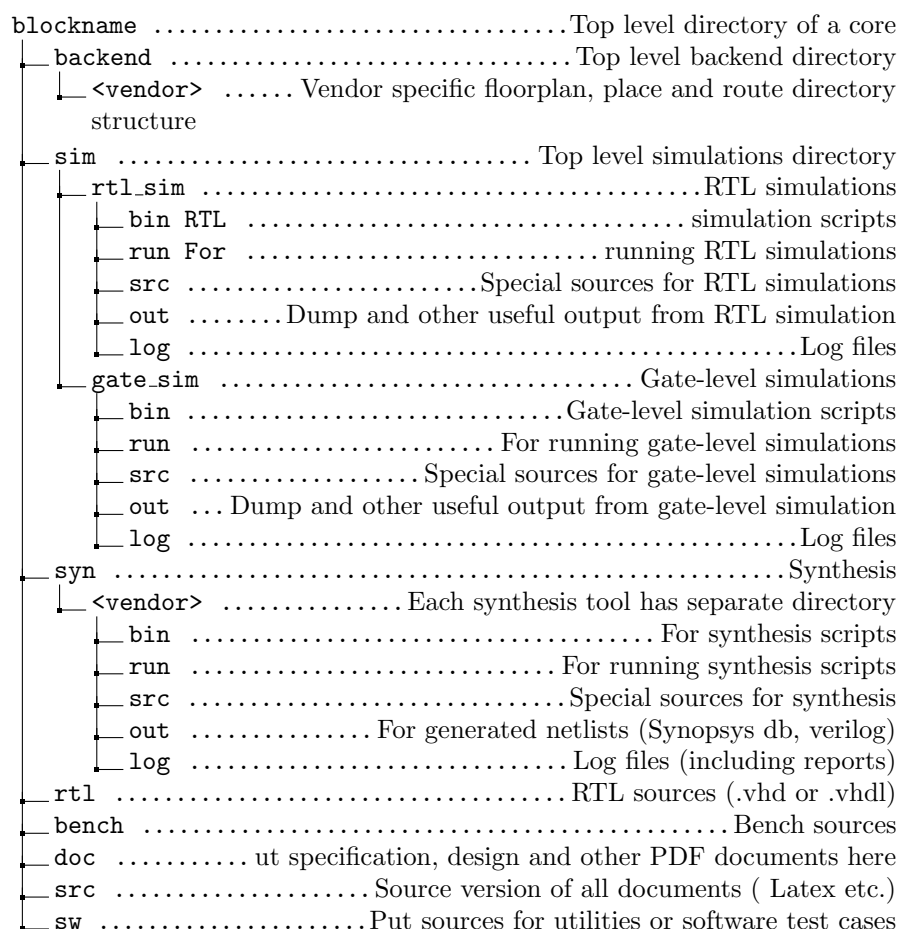 blockname ................................ Top level directory of a core
backend ............................. Top level backend directory
<vendor> ...... Vendor specific floorplan, place and route directory
structure
sim ................................ Top level simulations directory
rtl_sim .................................... RTL simulations
bin RTL ................................ simulation scripts
run For .......................... running RTL simulations
src ......................... Special sources for RTL simulations
out ........ Dump and other useful output from RTL simulation
log ..................................................... Log files
gate_sim .............................. Gate-level simulations
bin ................................. Gate-level simulation scripts
run .......................... For running gate-level simulations
src .................... Special sources for gate-level simulations
out ... Dump and other useful output from gate-level simulation
log ..................................................... Log files
syn .......................................................... Synthesis
<vendor> ................ Each synthesis tool has separate directory
bin ........................................ For synthesis scripts
run ................................ For running synthesis scripts
src ................................. Special sources for synthesis
out ................ For generated netlists (Synopsys db, verilog)
log ................................. Log files (including reports)
rtl ....................................... RTL sources (.vhd or .vhdl)
bench ................................................... Bench sources
doc ........... ut specification, design and other PDF documents here
src ...................... Source version of all documents ( Latex etc.)
sw ....................... Put sources for utilities or software test cases